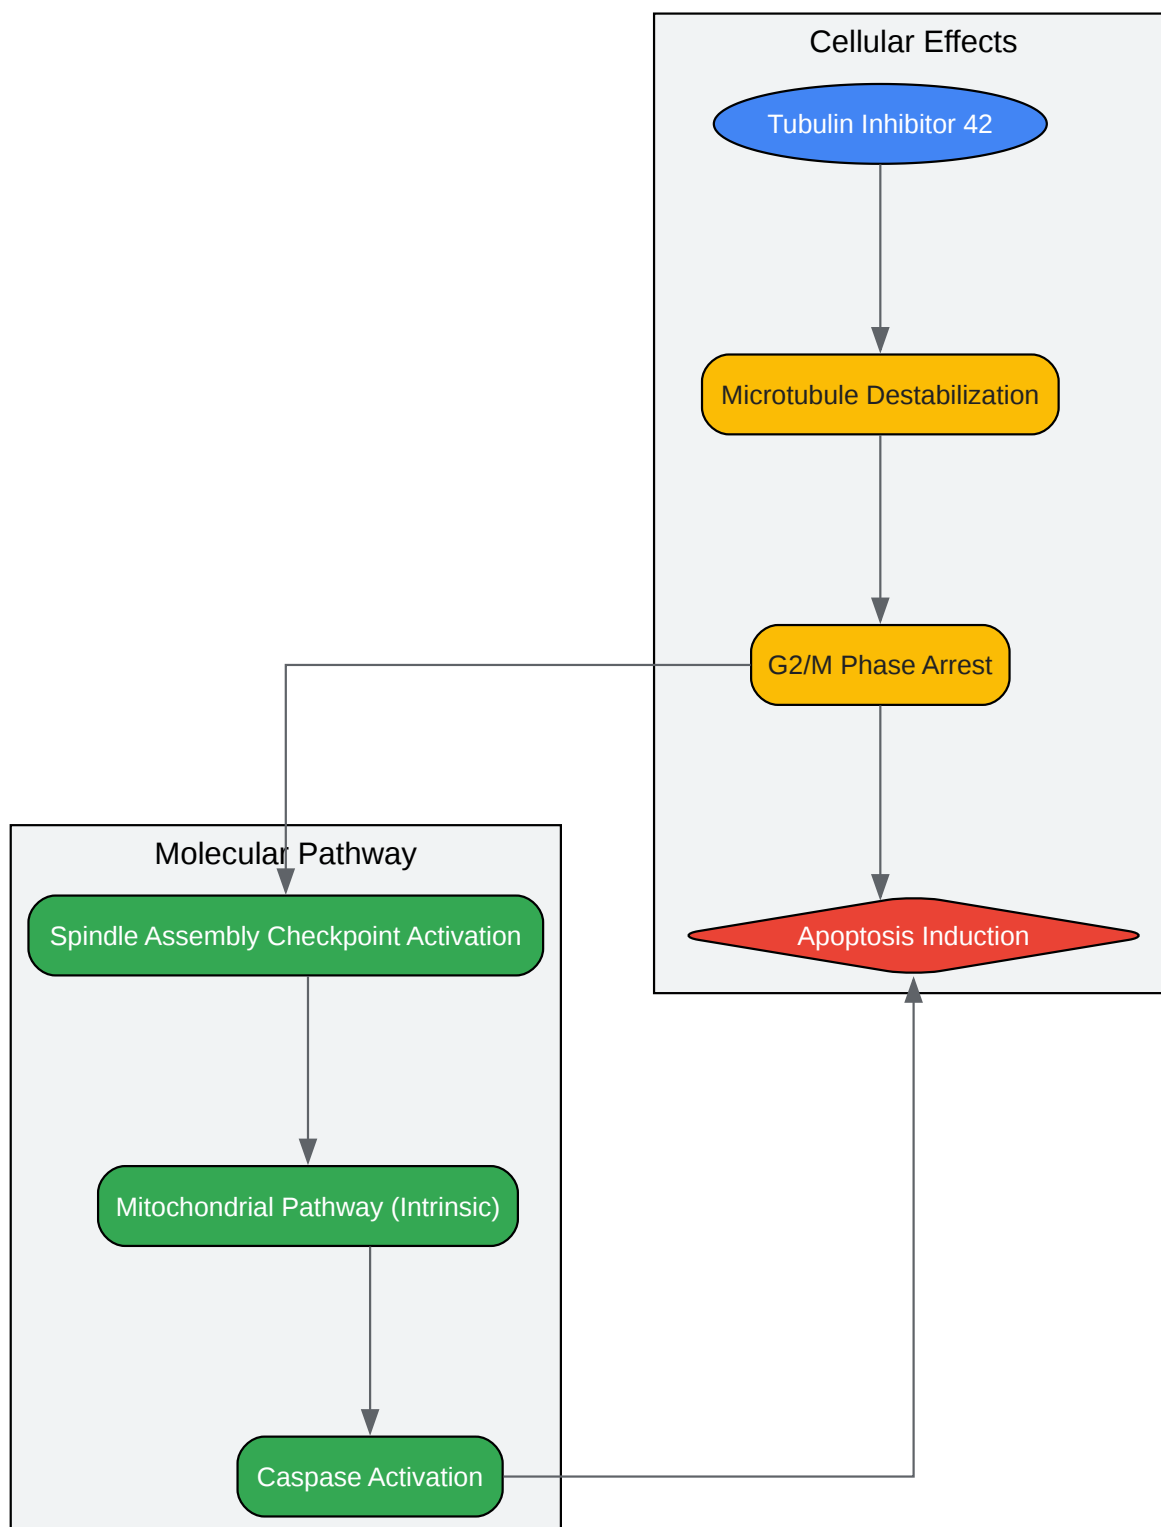 Cellular Effects
Tubulin Inhibitor 42
Microtubule Destabilization
G2/M Phase Arrest
Molecular Pathway
Spindle Assembly Checkpoint Activation
Apoptosis Induction
Mitochondrial Pathway (Intrinsic)
Caspase Activation